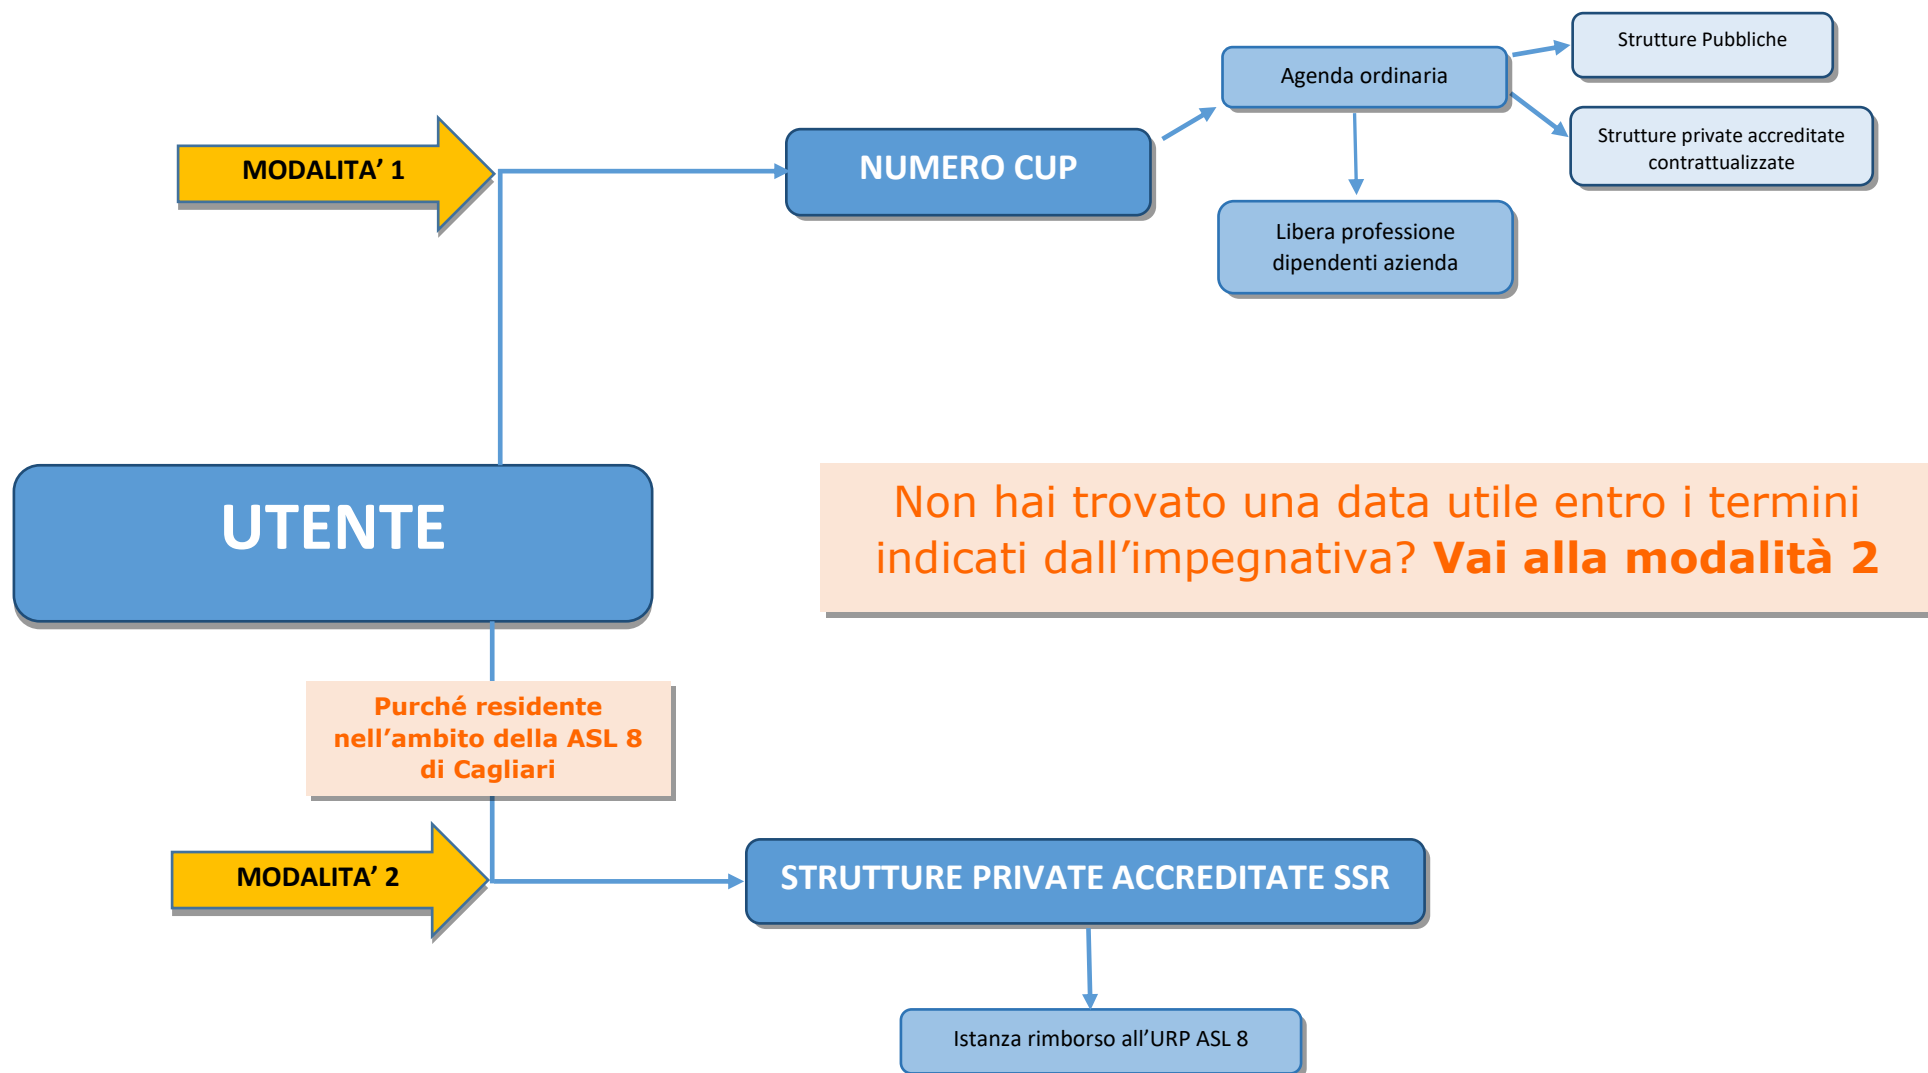 Strutture Pubbliche
Agenda ordinaria
Strutture private accreditate
contrattualizzate
MODALITA’ 1
NUMERO CUP
Libera professione
dipendenti azienda
UTENTE
Non hai trovato una data utile entro i termini
indicati dall’impegnativa? Vai alla modalità 2
Purché residente
nell’ambito della ASL 8
di Cagliari
MODALITA’ 2
STRUTTURE PRIVATE ACCREDITATE SSR
Istanza rimborso all’URP ASL 8